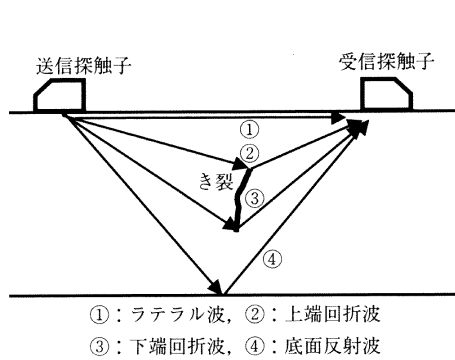 送信探触子
受信探触子
①
②
き裂
③
④
①：ラテラル波，②：上端回折波
③：下端回折波，④：底面反射波